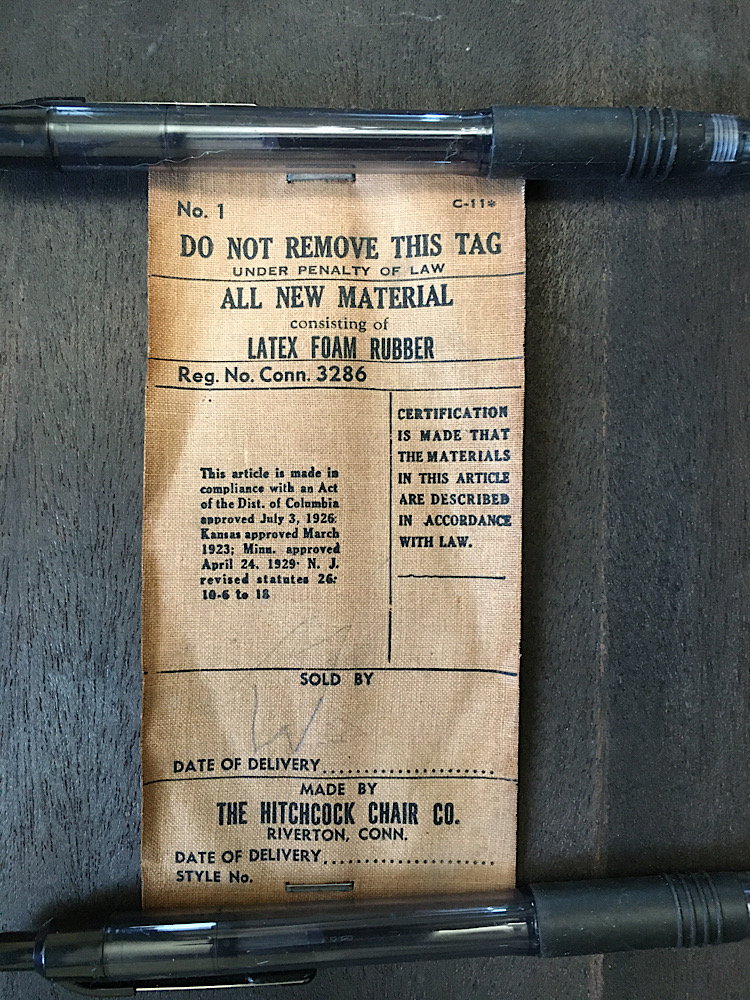 No. 1 C-11*
DO NOT REMOVE THIS TAG
UNDER PENALTY OF LAW
ALL NEW MATERIAL
consisting of
LATEX FOAM RUBBER
Reg. No. Conn. 3286
This article is made in
compliance with an Act
of the Dist. of Columbia
approved July 3, 1926;
Kansas approved March
1923; Minn. approved
April 24. 1929· N. J.
revised statutes 26:
10-6 to 18
CERTIFICATION
IS MADE THAT
THE MATERIALS
IN THIS ARTICLE
ARE DESCRIBED
IN ACCORDANCE
WITH LAW.
SOLD BY
DATE OF DELIVERY
MADE BY
THE HITCHCOCK CHAIR CO.
RIVERTON, CONN.
DATE OF DELIVERY
STYLE No.